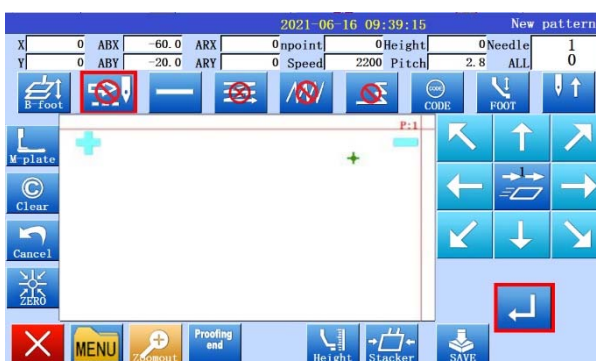 2021-06-16 09:39:15 New pattern
X 0 ABX -60.0 ARX 0 npoint 0 Height 0 Needle 1
Y 0 ABY -20.0 ARY 0 Speed 2200 Pitch 2.8 ALL 0
B-foot CODE CODE FOOT
P:1
M-plate
1
C
Clear
Cancel
ZERO
MENU Zoomout Proofing end Height Stacker SAVE